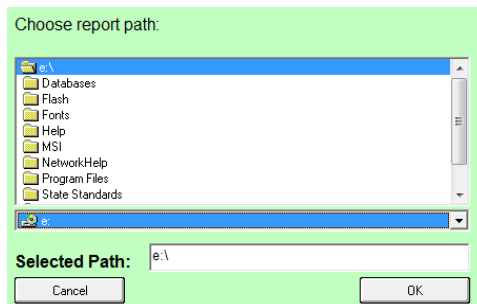 Choose report path:
e:\
Databases
Flash
Fonts
Help
MSI
NetworkHelp
Program Files
State Standards
e:
Selected Path: e:\
Cancel OK